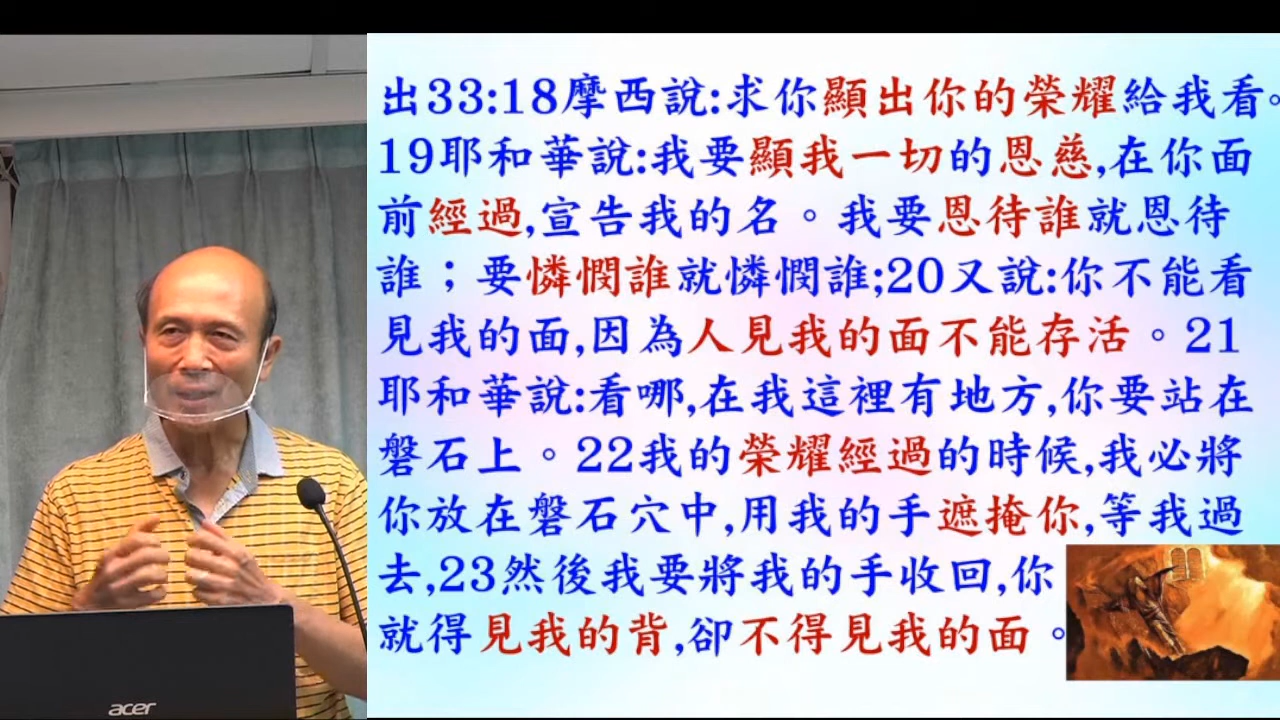 出33:18摩西說:求你顯出你的榮耀給我看。
19耶和華說:我要顯我一切的恩慈,在你面
前經過,宣告我的名。我要恩待誰就恩待
誰；要憐憫誰就憐憫誰;20又說:你不能看
見我的面,因為人見我的面不能存活。21
耶和華說:看哪,在我這裡有地方,你要站在
磐石上。22我的榮耀經過的時候,我必將
你放在磐石穴中,用我的手遮掩你,等我過
去,23然後我要將我的手收回,你
就得見我的背,卻不得見我的面。
acer